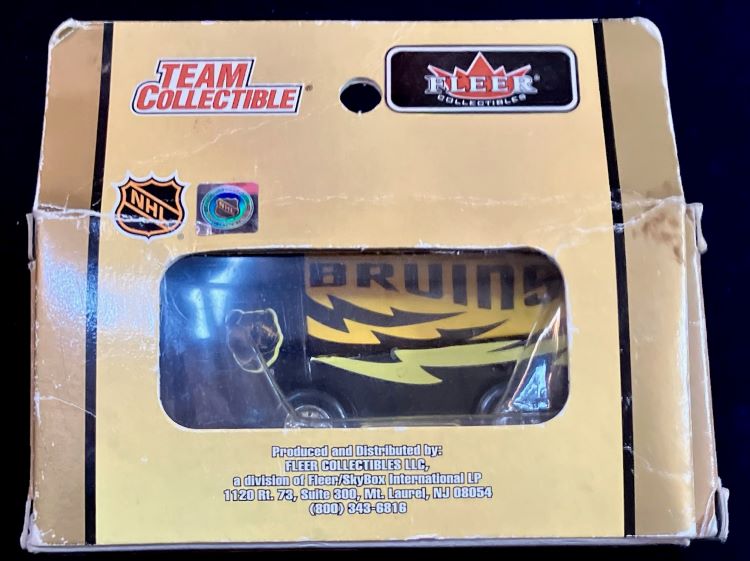 TEAM
COLLECTIBLE
FLEER
COLLECTIBLES
NHL
NHL
BRUINS
Produced and Distributed by:
FLEER COLLECTIBLES LLC,
a division of Fleer/SkyBox International LP
1120 Rt. 73, Suite 300, Mt. Laurel, NJ 08054
(800) 343-6816